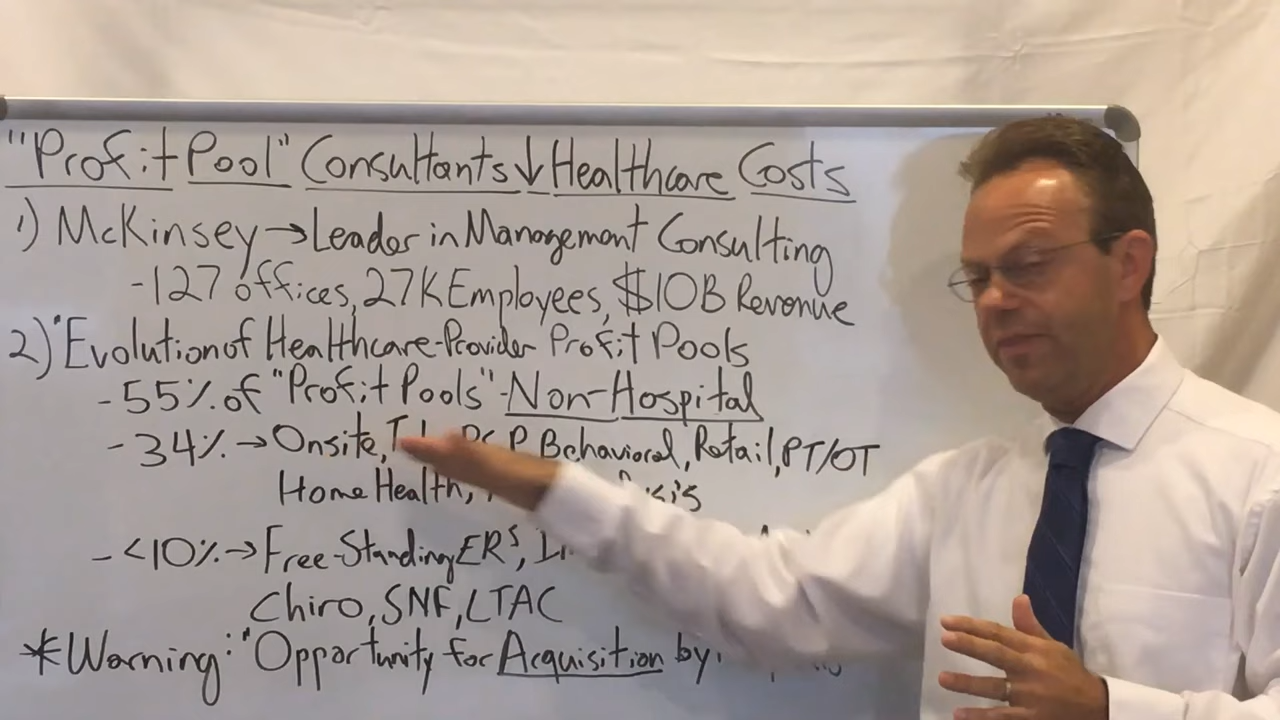 "Profit Pool" Consultants ↓ Healthcare Costs
1) McKinsey → Leader in Management Consulting
-127 offices, 27K Employees, $10B Revenue
2) "Evolution of Healthcare-Provider Profit Pools
-55% of "Profit Pools" - Non-Hospital
-34% → Onsite, Behavioral, Retail, PT/OT
Home Health,
-<10% → Free-Standing ERs,
Chiro, SNF, LTAC
*Warning: "Opportunity for Acquisition by